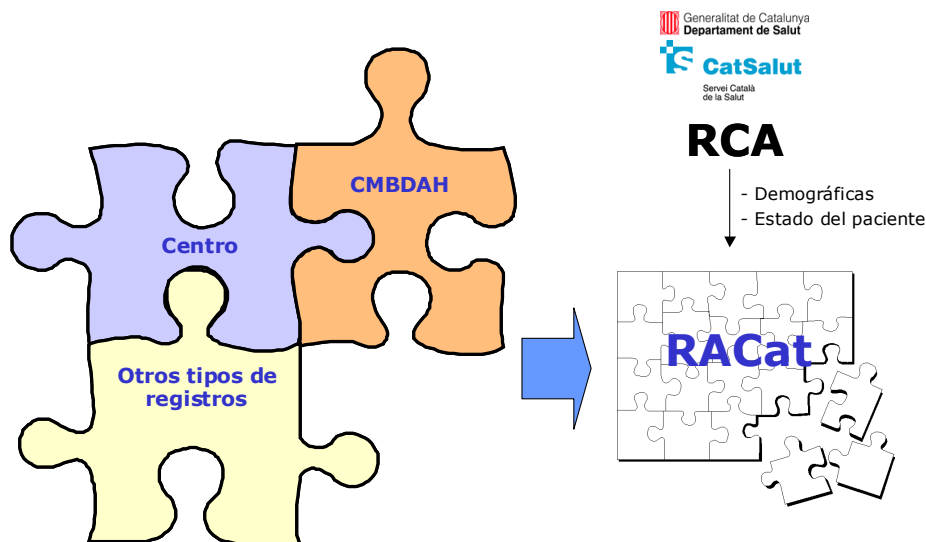 Generalitat de Catalunya
Departament de Salut
CatSalut
Servei Català
de la Salut
RCA
- Demográficas
- Estado del paciente
CMBDAH
Centro
Otros tipos de
registros
RACat